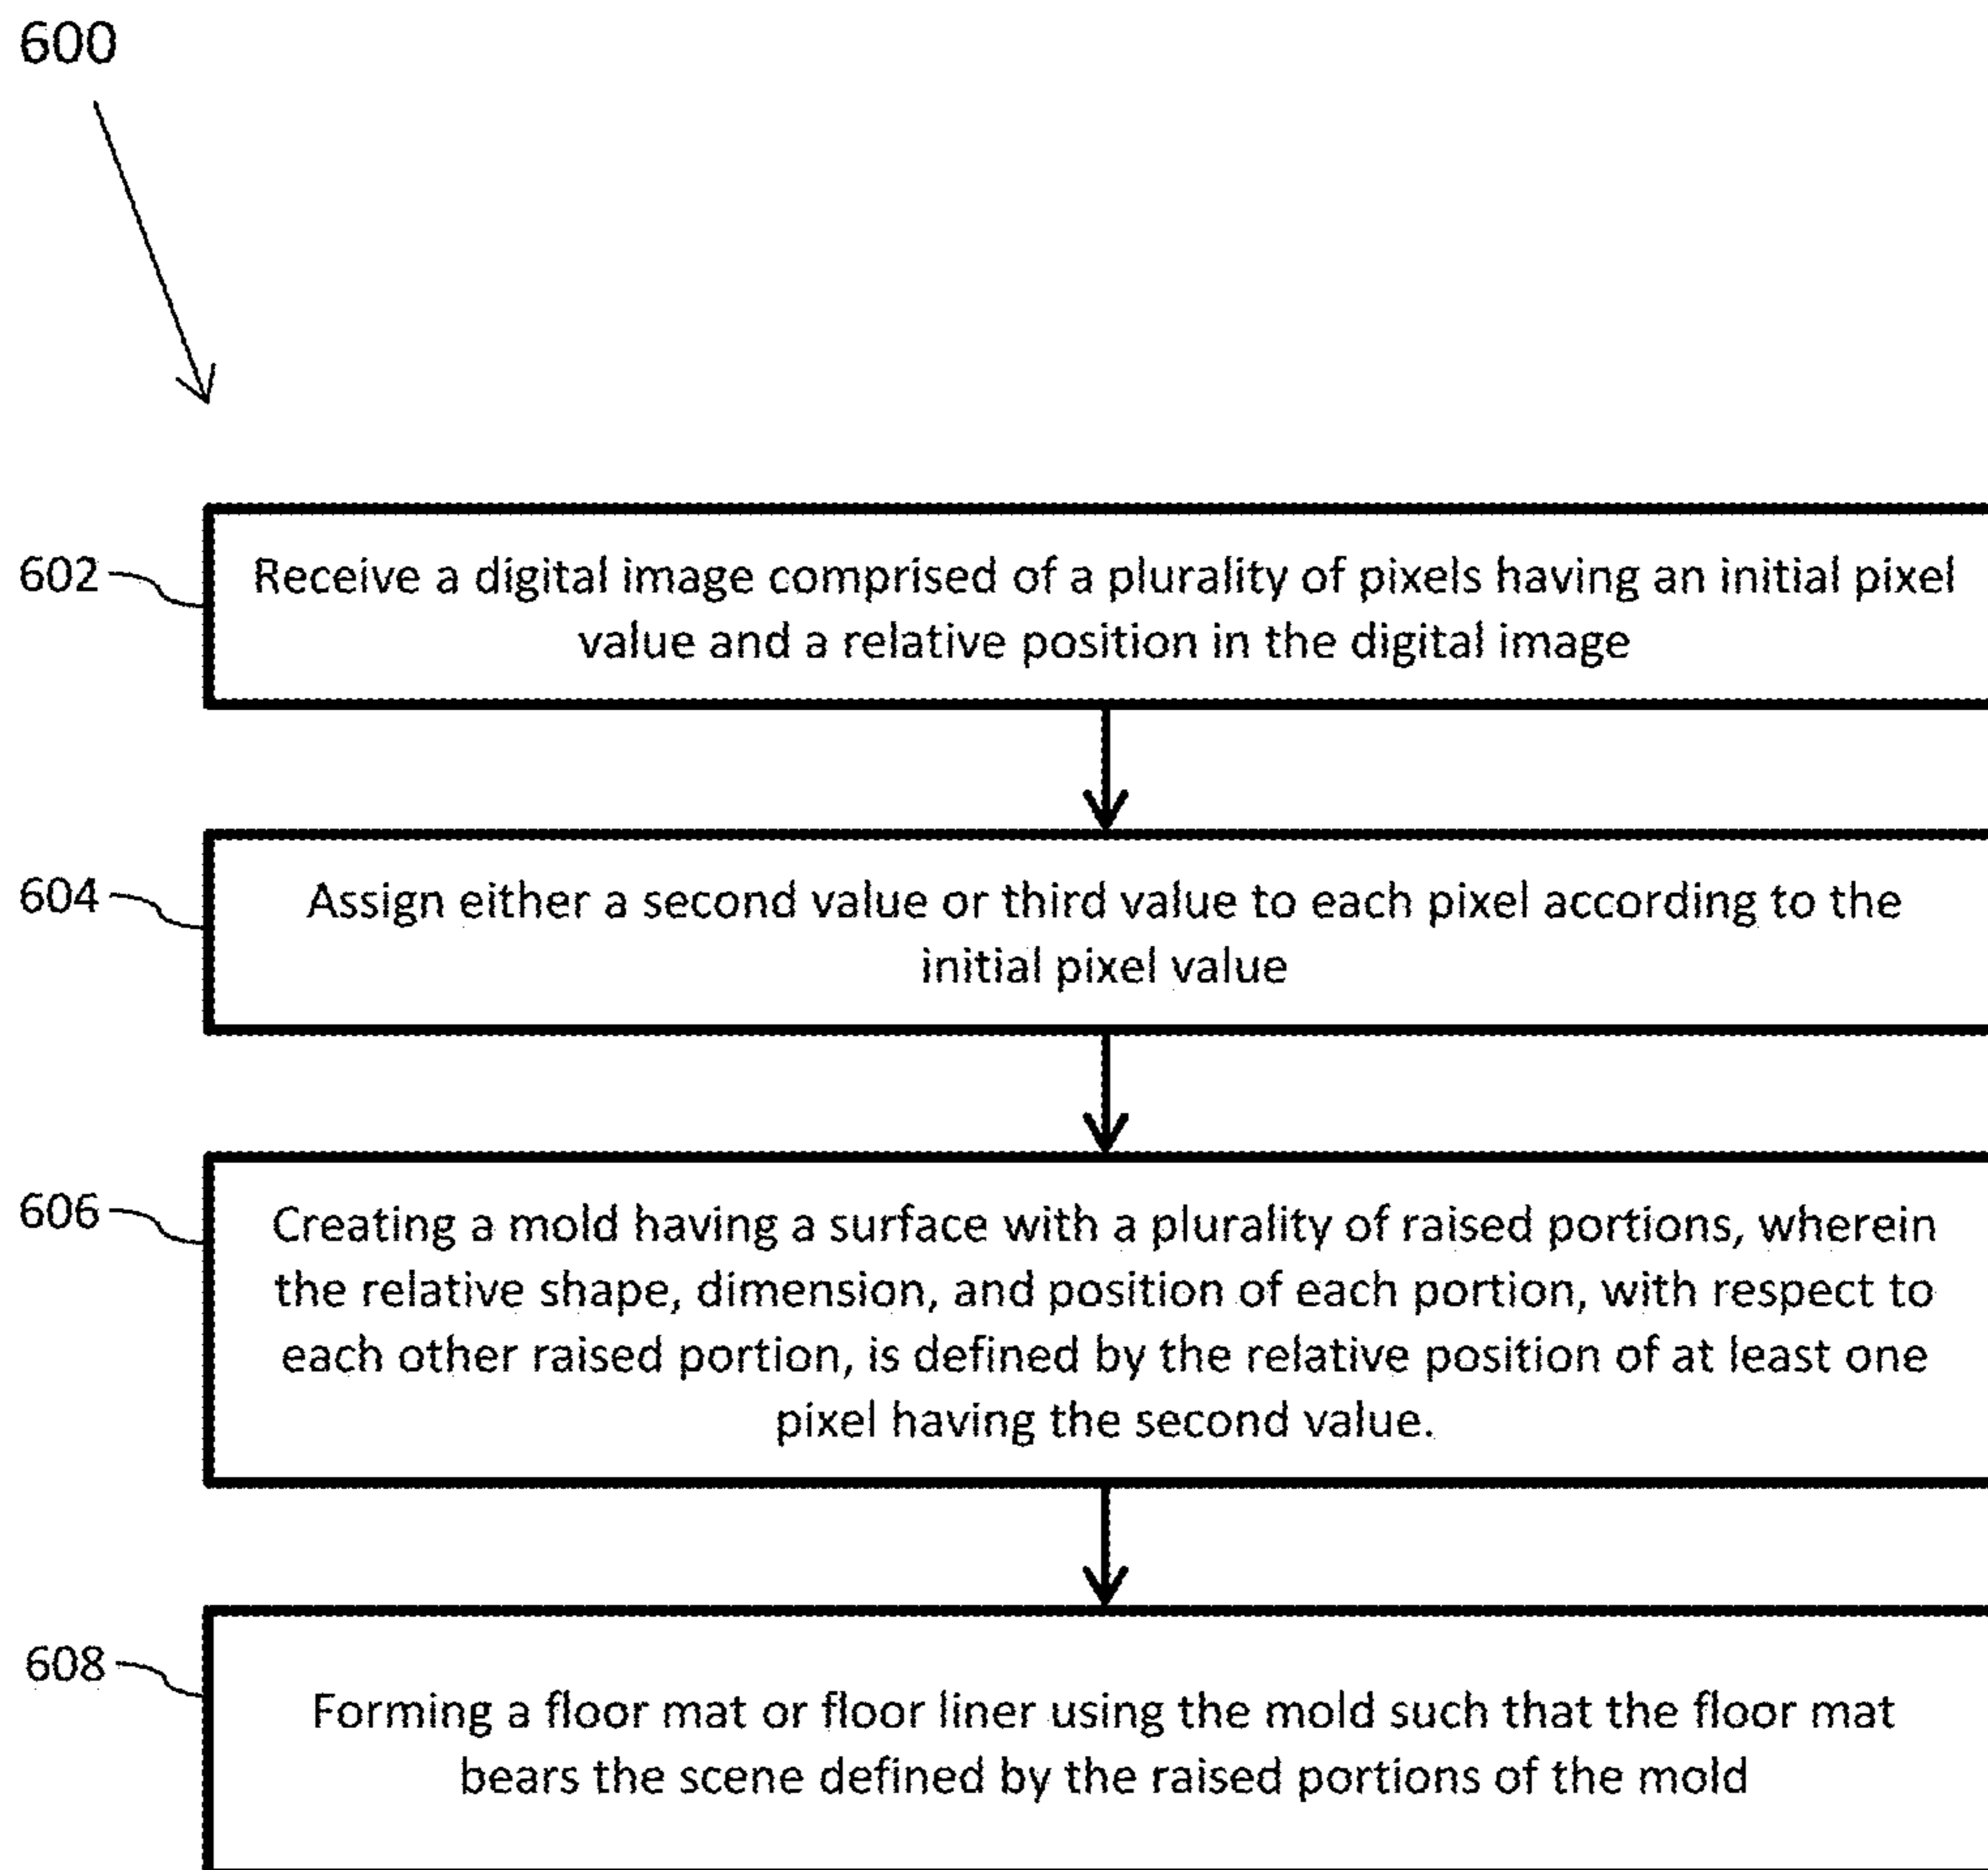 600
602
Receive a digital image comprised of a plurality of pixels having an initial pixel
value and a relative position in the digital image
604
Assign either a second value or third value to each pixel according to the
initial pixel value
606
Creating a mold having a surface with a plurality of raised portions, wherein
the relative shape, dimension, and position of each portion, with respect to
each other raised portion, is defined by the relative position of at least one
pixel having the second value.
608
Forming a floor mat or floor liner using the mold such that the floor mat
bears the scene defined by the raised portions of the mold